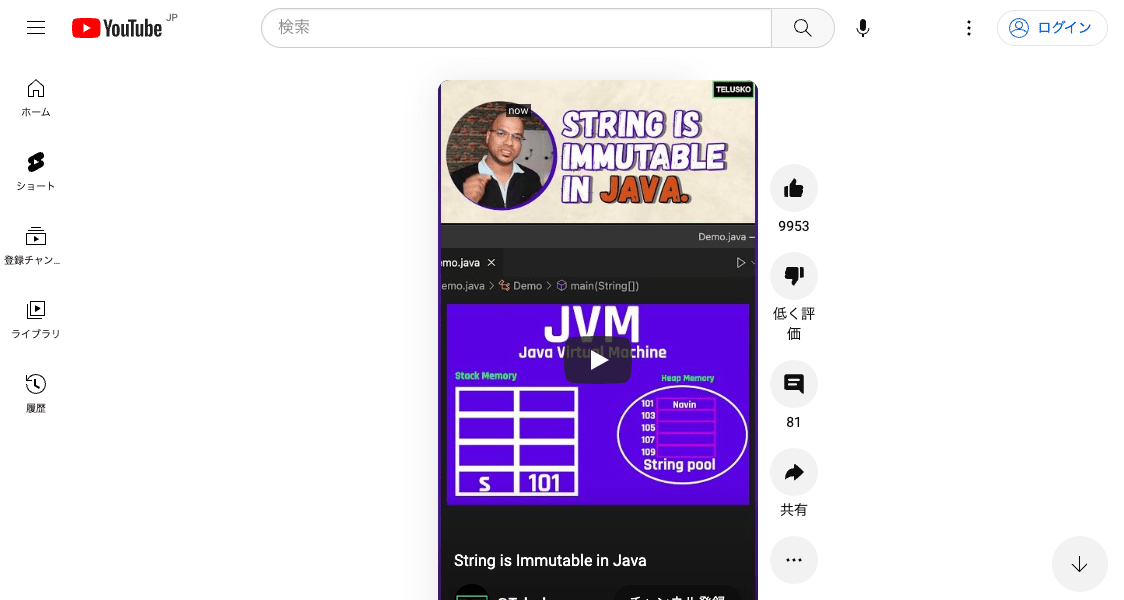 YouTube JP
検索
ログイン
ホーム
ショート
登録チャン...
ライブラリ
履歴
TELUSKO
now
STRING IS
IMMUTABLE
IN JAVA.
Demo.java —
mo.java ×
emo.java > Demo > main(String[])
JVM
Java Virtual Machine
Stack Memory
Heap Memory
101 Navin
103
105
107
109
String pool
S 101
String is Immutable in Java
チャンネル登録
9953
低く評
価
81
共有